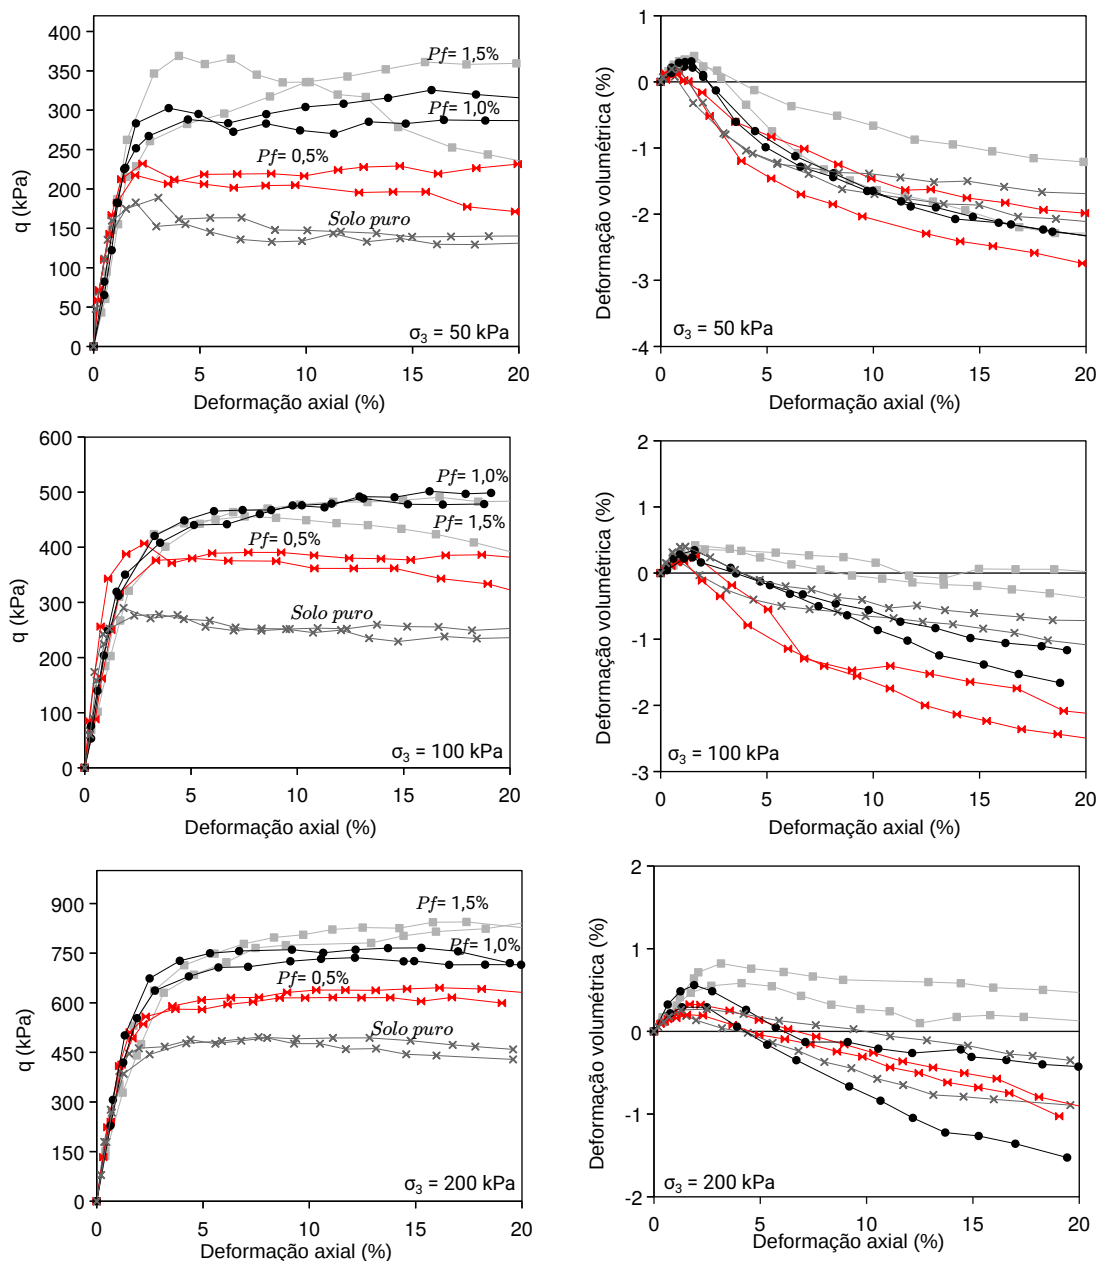 400
350
300
250
200
150
100
50
0
q (kPa)
Pf= 1,5%
Pf= 1,0%
Pf= 0,5%
Solo puro
σ3 = 50 kPa
0 5 10 15 20
Deformação axial (%)
1
0
-1
-2
-3
-4
Deformação volumétrica (%)
σ3 = 50 kPa
0 5 10 15 20
Deformação axial (%)
600
500
400
300
200
100
0
q (kPa)
Pf= 1,0%
Pf= 1,5%
Pf= 0,5%
Solo puro
σ3 = 100 kPa
0 5 10 15 20
Deformação axial (%)
2
1
0
-1
-2
-3
Deformação volumétrica (%)
σ3 = 100 kPa
0 5 10 15 20
Deformação axial (%)
900
750
600
450
300
150
0
q (kPa)
Pf= 1,5%
Pf= 1,0%
Pf= 0,5%
Solo puro
σ3 = 200 kPa
0 5 10 15 20
Deformação axial (%)
2
1
0
-1
-2
Deformação volumétrica (%)
σ3 = 200 kPa
0 5 10 15 20
Deformação axial (%)